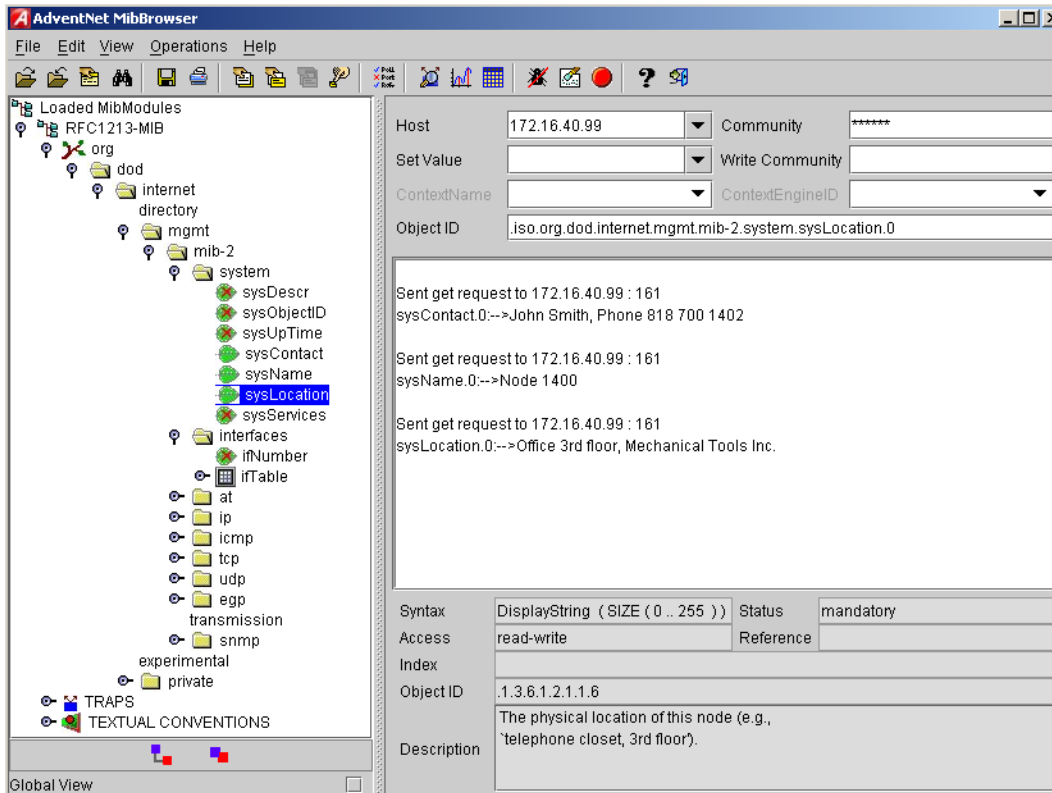 AdventNet MibBrowser
File Edit View Operations Help
Poll.
Port
Refr.
Loaded MibModules
RFC1213-MIB
org
dod
internet
directory
mgmt
mib-2
system
sysDescr
sysObjectID
sysUpTime
sysContact
sysName
sysLocation
sysServices
interfaces
ifNumber
ifTable
at
ip
icmp
tcp
udp
egp
transmission
snmp
experimental
private
TRAPS
TEXTUAL CONVENTIONS
Global View
Host 172.16.40.99 Community ******
Set Value Write Community
ContextName ContextEngineID
Object ID .iso.org.dod.internet.mgmt.mib-2.system.sysLocation.0
Sent get request to 172.16.40.99 : 161
sysContact.0:-->John Smith, Phone 818 700 1402
Sent get request to 172.16.40.99 : 161
sysName.0:-->Node 1400
Sent get request to 172.16.40.99 : 161
sysLocation.0:-->Office 3rd floor, Mechanical Tools Inc.
Syntax DisplayString ( SIZE ( 0 .. 255 ) ) Status mandatory
Access read-write Reference
Index
Object ID .1.3.6.1.2.1.1.6
Description The physical location of this node (e.g.,
`telephone closet, 3rd floor').